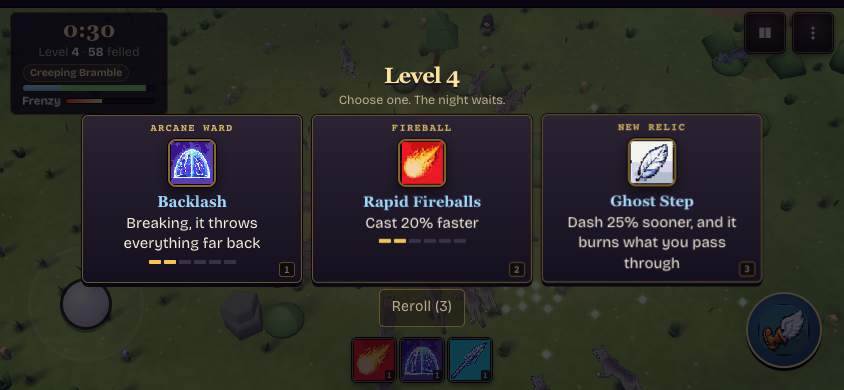 0:30
Level 4 · 58 felled
Creeping Bramble
Frenzy
Level 4
Choose one. The night waits.
ARCANE WARD
Backlash
Breaking, it throws
everything far back
1
FIREBALL
Rapid Fireballs
Cast 20% faster
2
NEW RELIC
Ghost Step
Dash 25% sooner, and it
burns what you pass
through
3
Reroll (3)
1
1
1